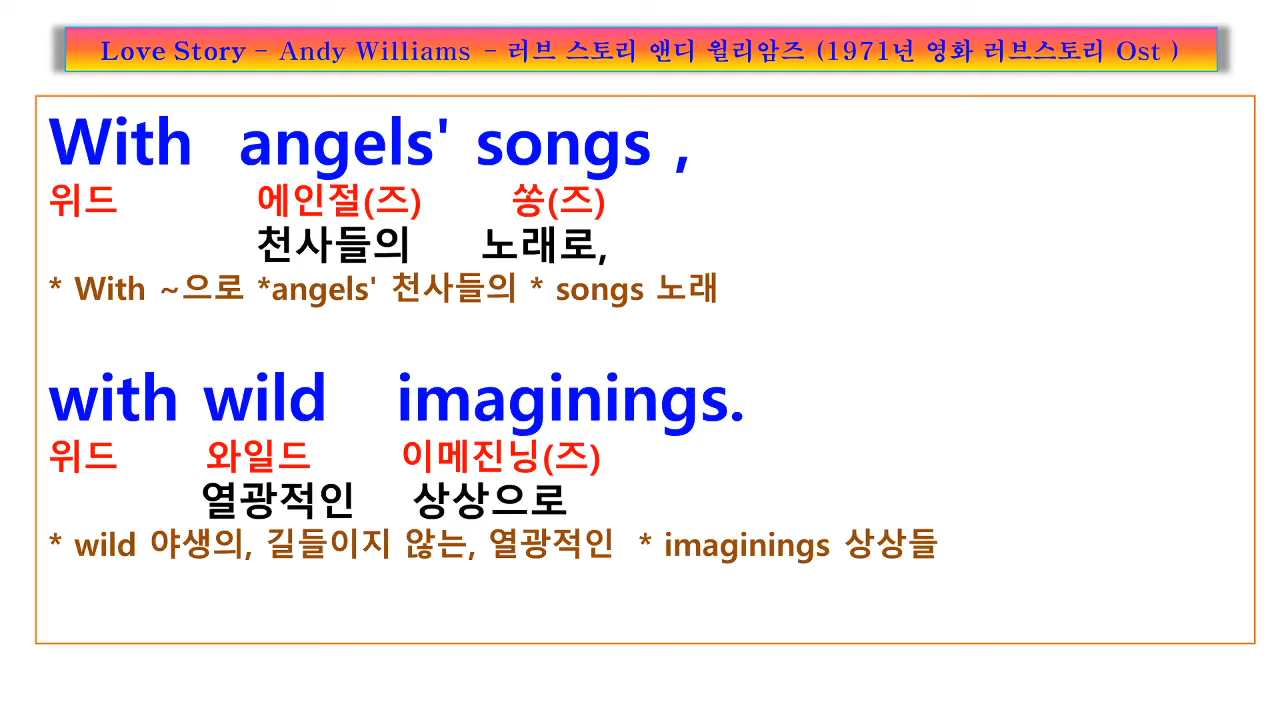 Love Story - Andy Williams - 러브 스토리 앤디 윌리암즈 (1971년 영화 러브스토리 Ost )
With angels' songs ,
위드 에인절(즈) 쏭(즈)
천사들의 노래로,
* With ~으로 *angels' 천사들의 * songs 노래
with wild imaginings.
위드 와일드 이메진닝(즈)
열광적인 상상으로
* wild 야생의, 길들이지 않는, 열광적인 * imaginings 상상들